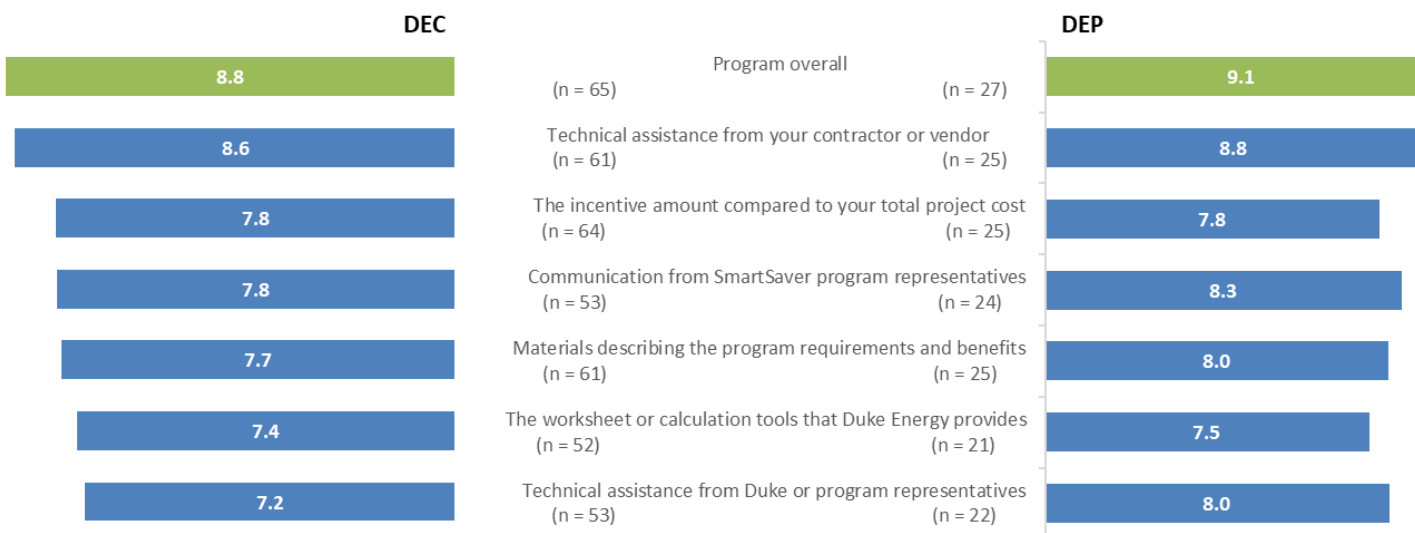 DEC DEP
8.8 Program overall 9.1
(n = 65) (n = 27)
8.6 Technical assistance from your contractor or vendor 8.8
(n = 61) (n = 25)
7.8 The incentive amount compared to your total project cost 7.8
(n = 64) (n = 25)
7.8 Communication from SmartSaver program representatives 8.3
(n = 53) (n = 24)
7.7 Materials describing the program requirements and benefits 8.0
(n = 61) (n = 25)
7.4 The worksheet or calculation tools that Duke Energy provides 7.5
(n = 52) (n = 21)
7.2 Technical assistance from Duke or program representatives 8.0
(n = 53) (n = 22)